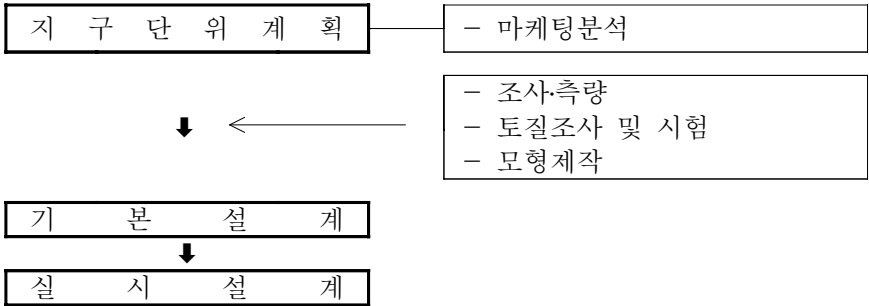 지 구 단 위 계 획
- 마케팅분석
- 조사·측량
- 토질조사 및 시험
- 모형제작
기 본 설 계
실 시 설 계